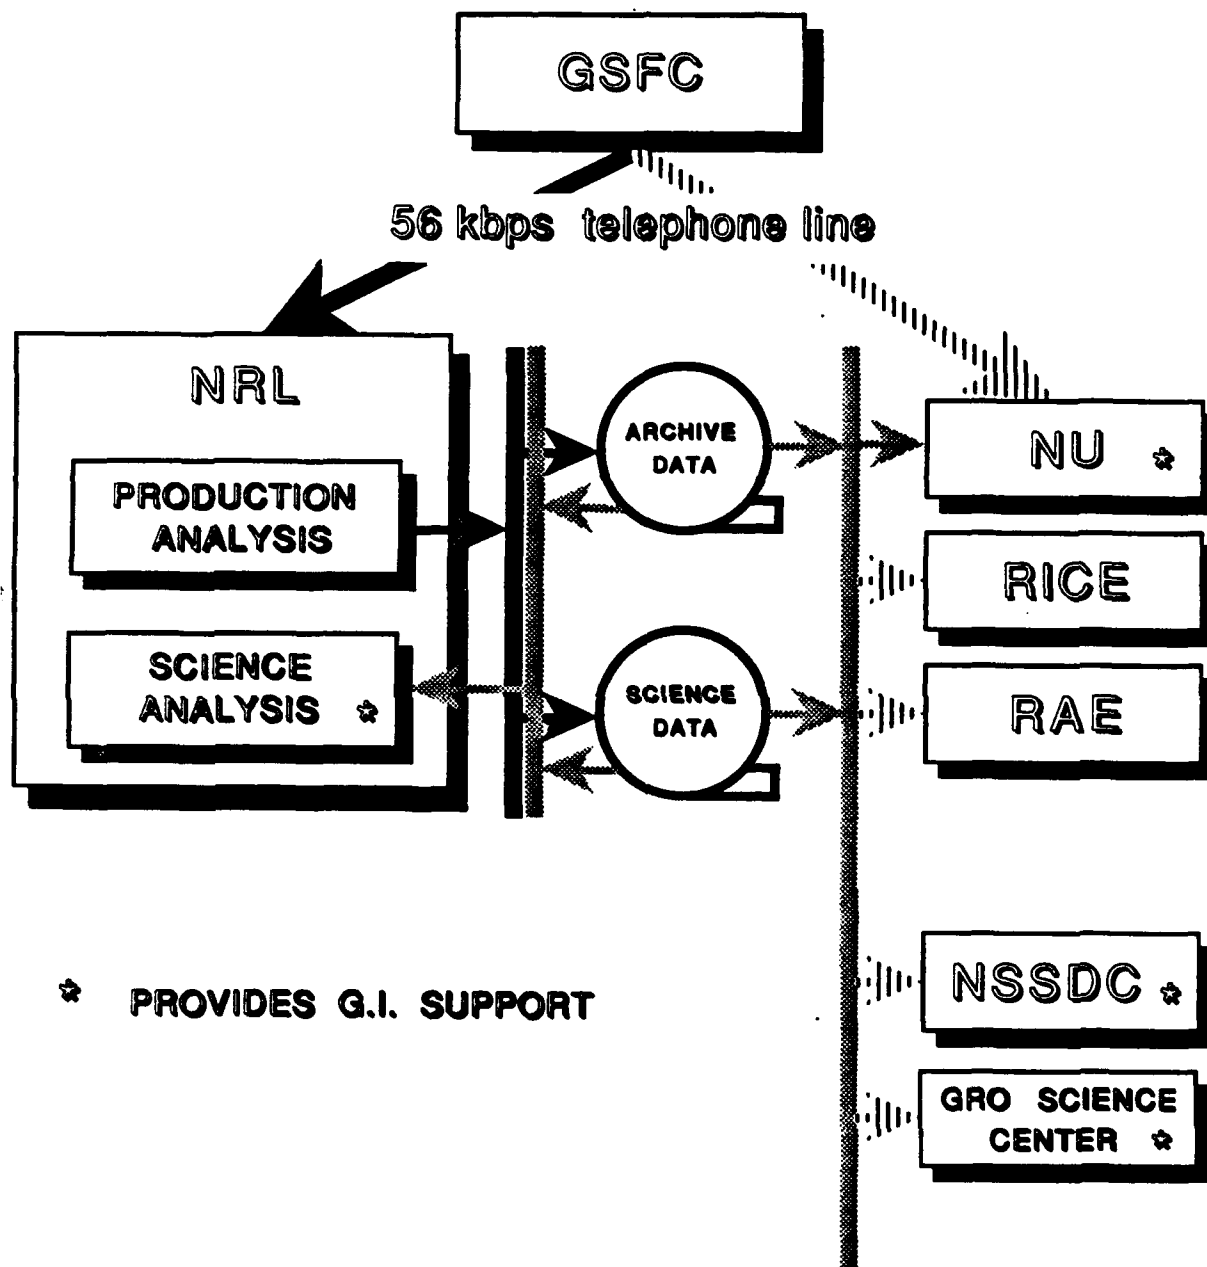 GSFC
56 kbps telephone line
NRL
PRODUCTION
ANALYSIS
SCIENCE
ANALYSIS *
ARCHIVE
DATA
SCIENCE
DATA
NU *
RICE
RAE
NSSDC *
GRO SCIENCE
CENTER *
* PROVIDES G.I. SUPPORT